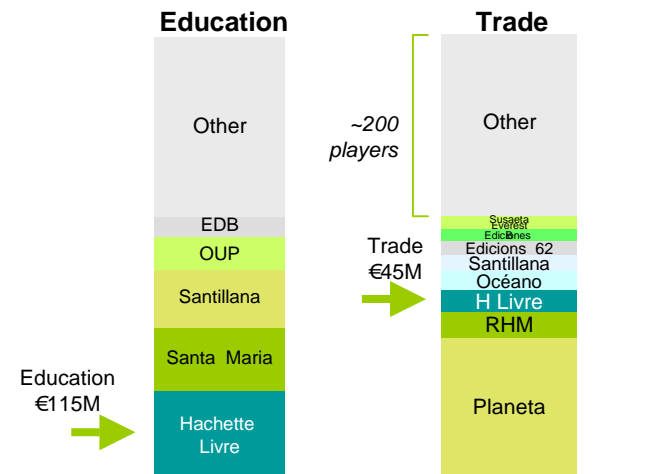 Education
Trade
Other
EDB
OUP
Santillana
Santa Maria
Hachette
Livre
Education
€115M
~200
players
Other
Susaeta
Everest
Ediciones B
Edicions 62
Santillana
Océano
H Livre
RHM
Planeta
Trade
€45M